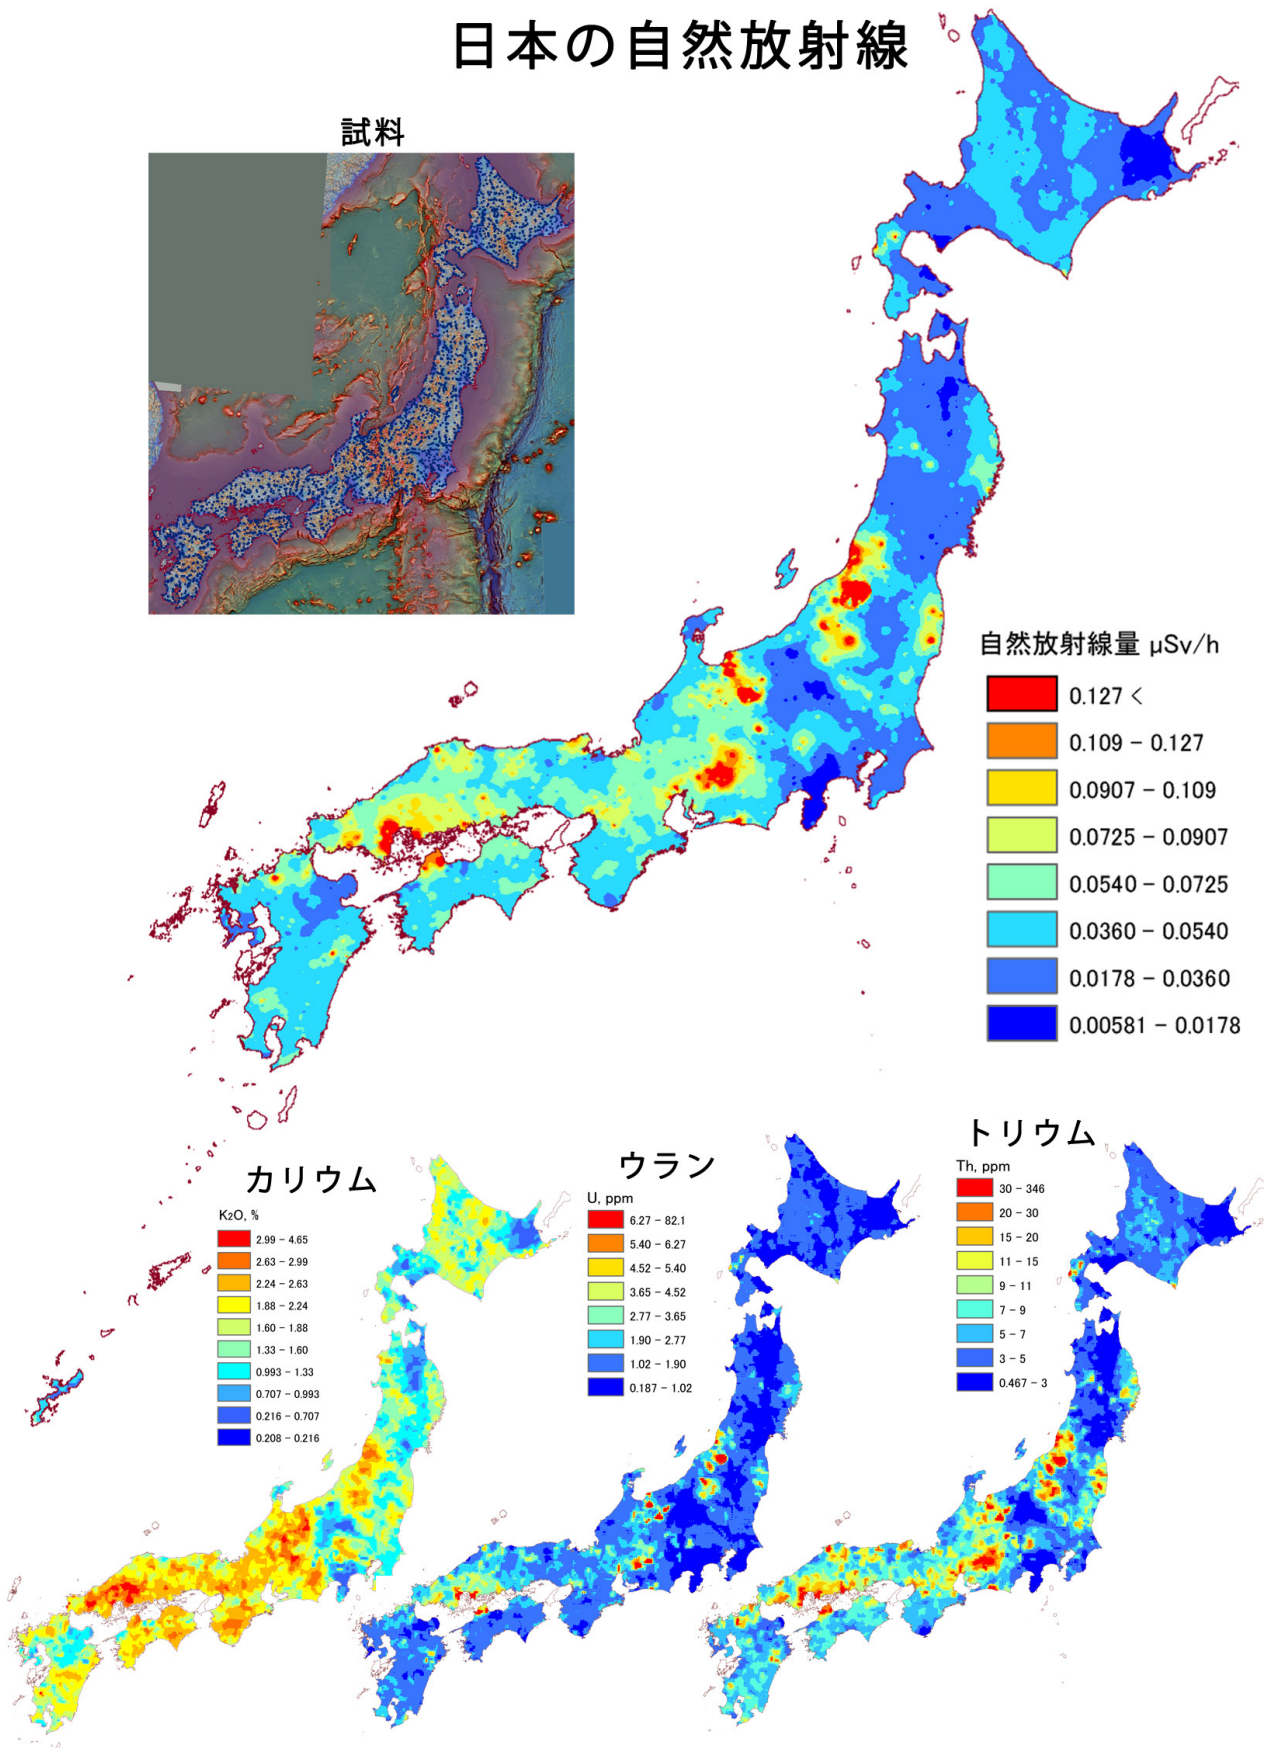 日本の自然放射線
試料
自然放射線量 μSv/h
0.127 <
0.109 − 0.127
0.0907 − 0.109
0.0725 − 0.0907
0.0540 − 0.0725
0.0360 − 0.0540
0.0178 − 0.0360
0.00581 − 0.0178
カリウム
K2O, %
2.99 − 4.65
2.63 − 2.99
2.24 − 2.63
1.88 − 2.24
1.60 − 1.88
1.33 − 1.60
0.993 − 1.33
0.707 − 0.993
0.216 − 0.707
0.208 − 0.216
ウラン
U, ppm
6.27 − 82.1
5.40 − 6.27
4.52 − 5.40
3.65 − 4.52
2.77 − 3.65
1.90 − 2.77
1.02 − 1.90
0.187 − 1.02
トリウム
Th, ppm
30 − 346
20 − 30
15 − 20
11 − 15
9 − 11
7 − 9
5 − 7
3 − 5
0.467 − 3